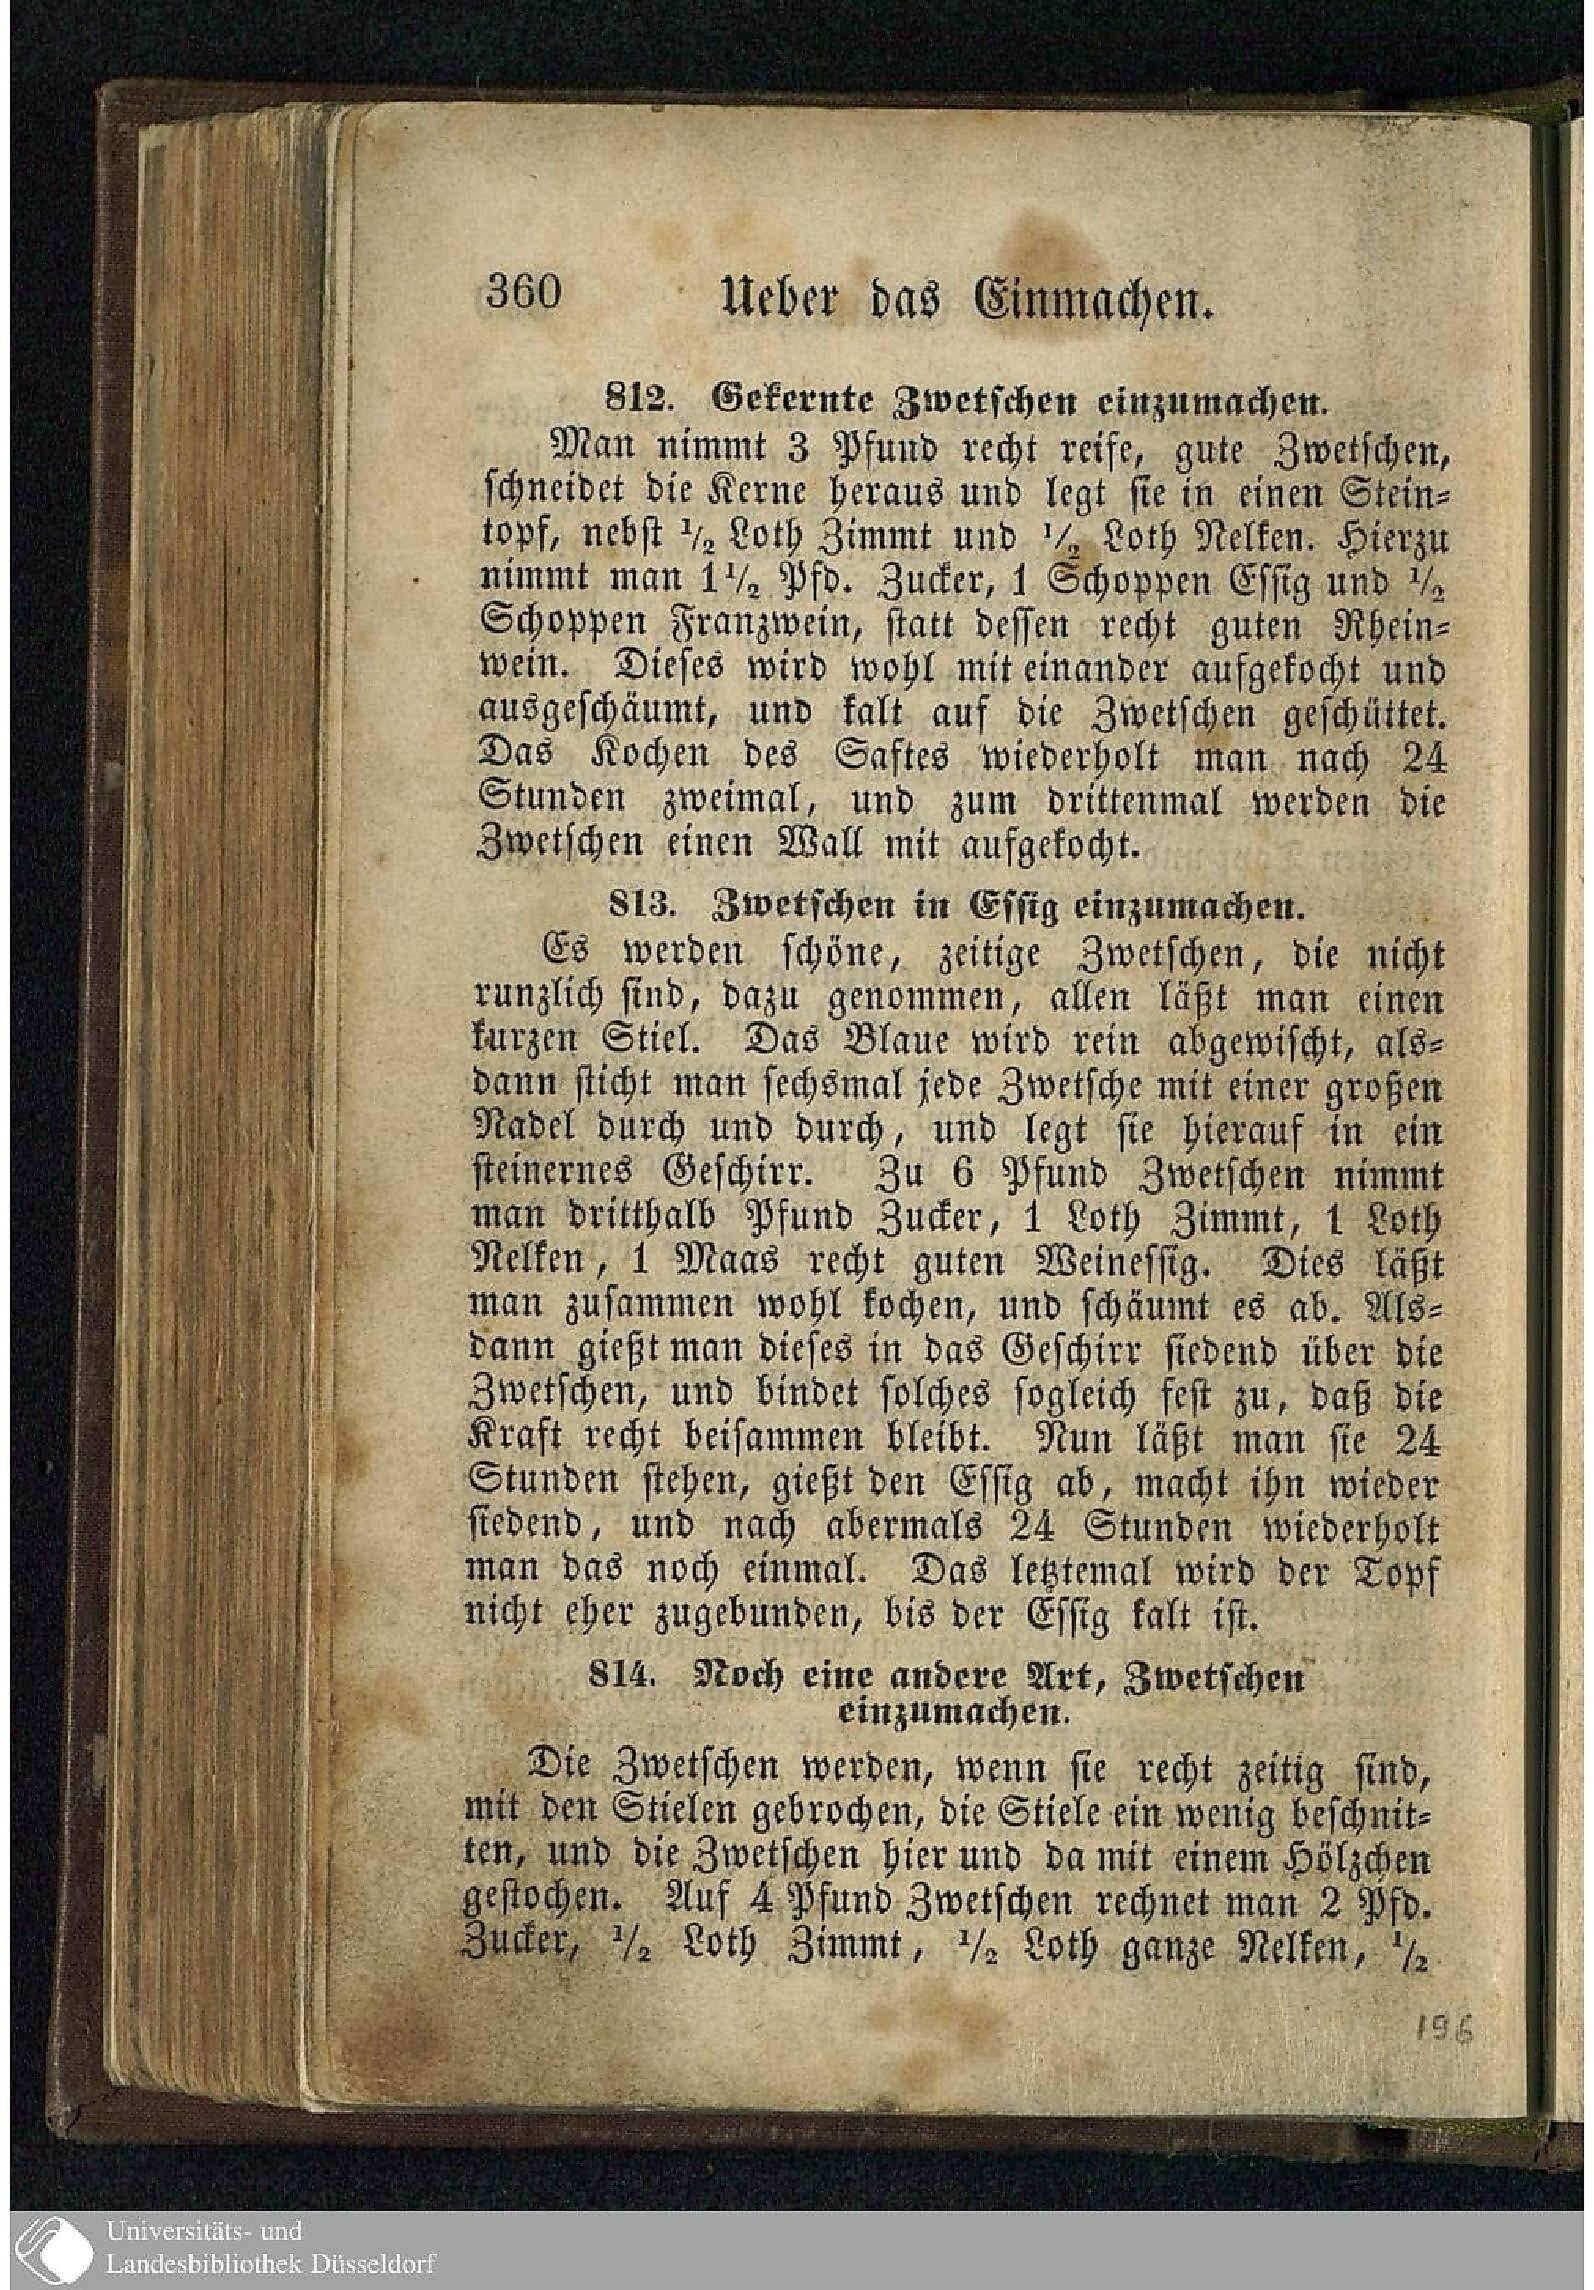 360 Ueber das Einmachen.
812. Gekernte Zwetschen einzumachen.
Man nimmt 3 Pfund recht reife, gute Zwetschen,
schneidet die Kerne heraus und legt sie in einen Stein-
topf, nebst 1/2 Loth Zimmt und 1/2 Loth Nelken. Hierzu
nimmt man 1 1/2 Pfd. Zucker, 1 Schoppen Essig und 1/2
Schoppen Franzwein, statt dessen recht guten Rhein-
wein. Dieses wird wohl mit einander aufgekocht und
ausgeschäumt, und kalt auf die Zwetschen geschüttet.
Das Kochen des Saftes wiederholt man nach 24
Stunden zweimal, und zum drittenmal werden die
Zwetschen einen Wall mit aufgekocht.
813. Zwetschen in Essig einzumachen.
Es werden schöne, zeitige Zwetschen, die nicht
runzlich sind, dazu genommen, allen läßt man einen
kurzen Stiel. Das Blaue wird rein abgewischt, als-
dann sticht man sechsmal jede Zwetsche mit einer großen
Nadel durch und durch, und legt sie hierauf in ein
steinernes Geschirr. Zu 6 Pfund Zwetschen nimmt
man dritthalb Pfund Zucker, 1 Loth Zimmt, 1 Loth
Nelken, 1 Maas recht guten Weinessig. Dies läßt
man zusammen wohl kochen, und schäumt es ab. Als-
dann gießt man dieses in das Geschirr siedend über die
Zwetschen, und bindet solches sogleich fest zu, daß die
Kraft recht beisammen bleibt. Nun läßt man sie 24
Stunden stehen, gießt den Essig ab, macht ihn wieder
siedend, und nach abermals 24 Stunden wiederholt
man das noch einmal. Das letztemal wird der Topf
nicht eher zugebunden, bis der Essig kalt ist.
814. Noch eine andere Art, Zwetschen
einzumachen.
Die Zwetschen werden, wenn sie recht zeitig sind,
mit den Stielen gebrochen, die Stiele ein wenig beschnit-
ten, und die Zwetschen hier und da mit einem Hölzchen
gestochen. Auf 4 Pfund Zwetschen rechnet man 2 Pfd.
Zucker, 1/2 Loth Zimmt, 1/2 Loth ganze Nelken, 1/2
196
Universitäts- und
Landesbibliothek Düsseldorf